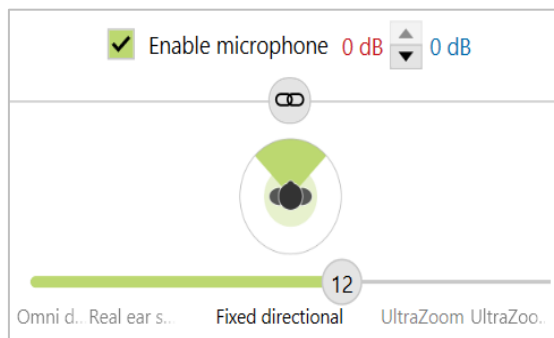 Enable microphone 0 dB 0 dB
12
Omni d.. Real ear s... Fixed directional UltraZoom UltraZoo..